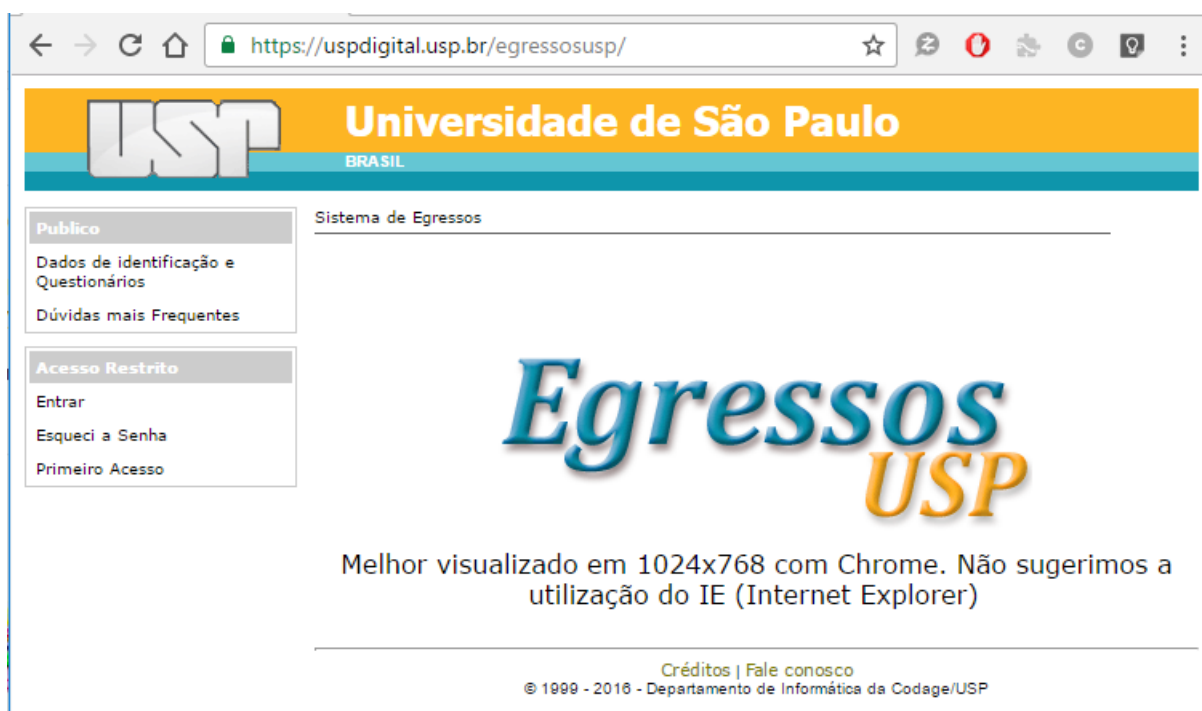 https://uspdigital.usp.br/egressosusp/
USP
Universidade de São Paulo
BRASIL
Publico
Dados de identificação e
Questionários
Dúvidas mais Frequentes
Acesso Restrito
Entrar
Esqueci a Senha
Primeiro Acesso
Sistema de Egressos
Egressos
USP
Melhor visualizado em 1024x768 com Chrome. Não sugerimos a
utilização do IE (Internet Explorer)
Créditos | Fale conosco
© 1999 - 2016 - Departamento de Informática da Codage/USP